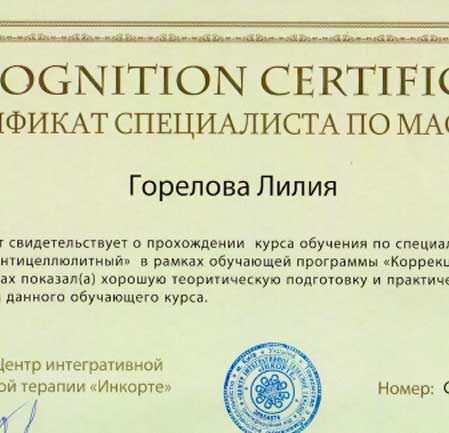 OGNITION CERTIFIC
ИФИКАТ СПЕЦИАЛИСТА ПО МАС
Горелова Лилия
т свидетельствует о прохождении курса обучения по специал
нтицеллюлитный» в рамках обучающей программы «Коррекц
ах показал(а) хорошую теоритическую подготовку и практиче
данного обучающего курса.
Центр интегративной
ой терапии «Инкорте»
Номер: